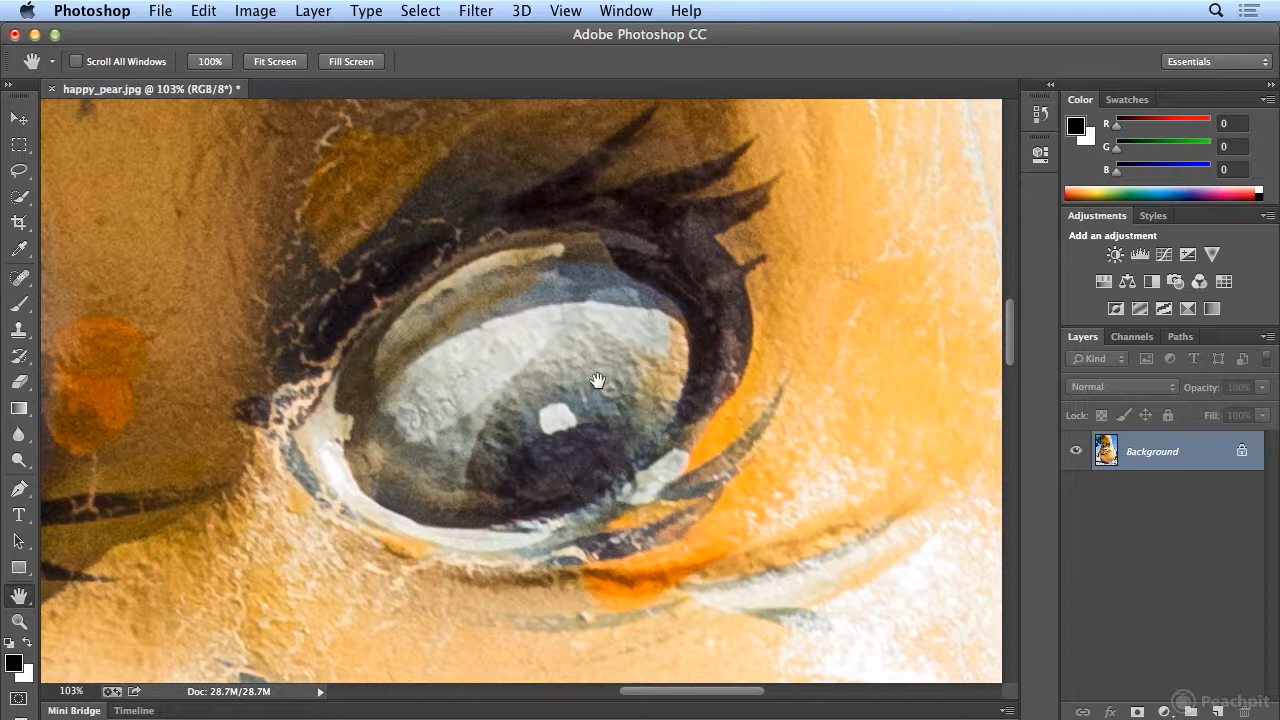 Photoshop File Edit Image Layer Type Select Filter 3D View Window Help
Adobe Photoshop CC
Scroll All Windows 100% Fit Screen Fill Screen Essentials
happy_pear.jpg @ 103% (RGB/8*) *
Color Swatches
R 0
G 0
B 0
Adjustments Styles
Add an adjustment
Layers Channels Paths
Kind
Normal Opacity: 100%
Lock: Fill: 100%
Background
103% Doc: 28.7M/28.7M
Mini Bridge Timeline
Peachpit